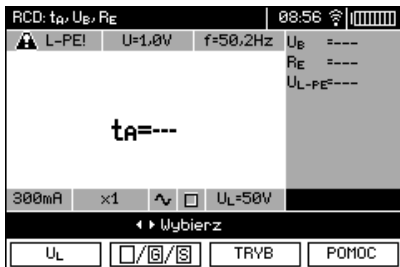 RCD: tA, UB, RE 08:56
L-PE! U=1,0V f=50,2Hz UB =---
RE =---
UL-PE=---
tA=---
300mA x1 UL=50V
Wybierz
UL □/G/S TRYB POMOC